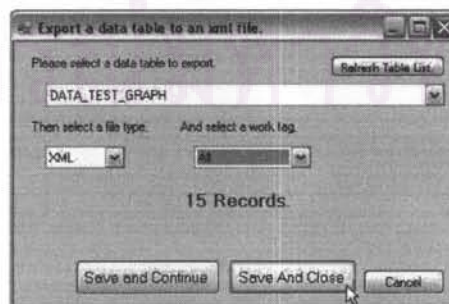 Export a data table to an xml file.
Please select a data table to export.
Refresh Table List
DATA_TEST_GRAPH
Then select a file type. And select a work tag.
XML All
15 Records.
Save and Continue Save And Close Cancel